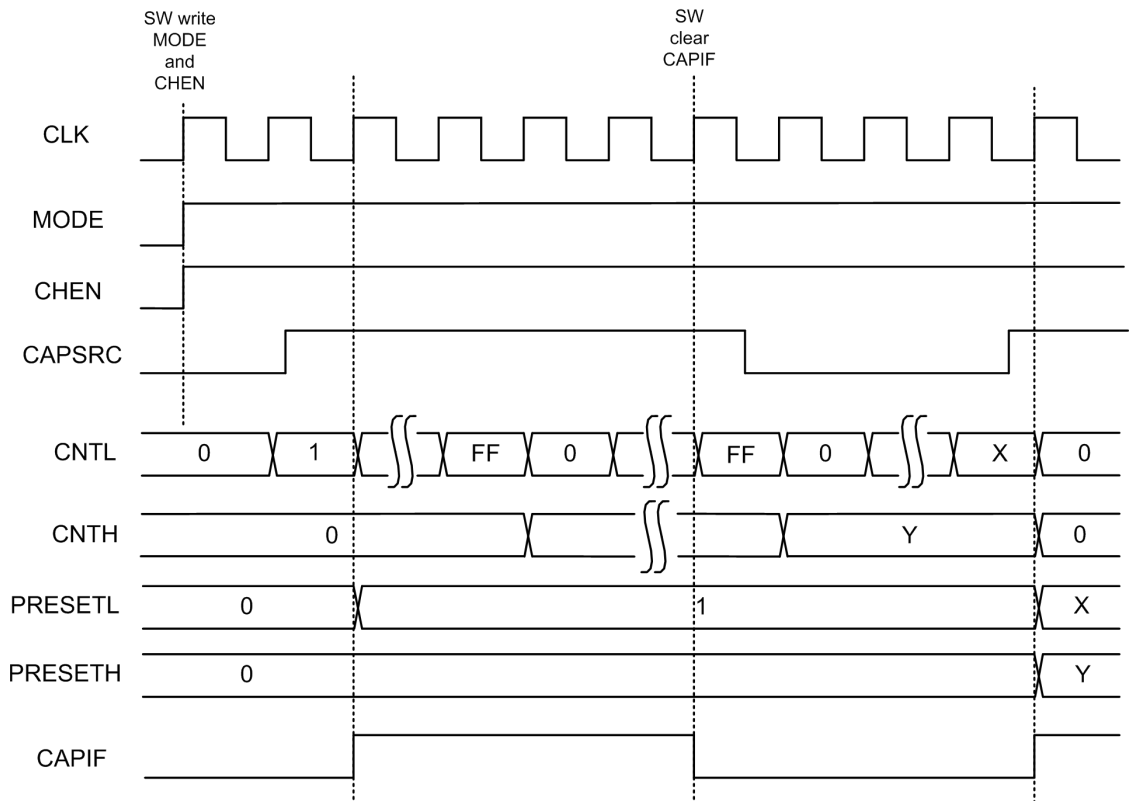 SW write
MODE
and
CHEN
SW
clear
CAPIF
CLK
MODE
CHEN
CAPSRC
CNTL 0 1 FF 0 FF 0 X 0
CNTH 0 Y 0
PRESETL 0 1 X
PRESETH 0 Y
CAPIF